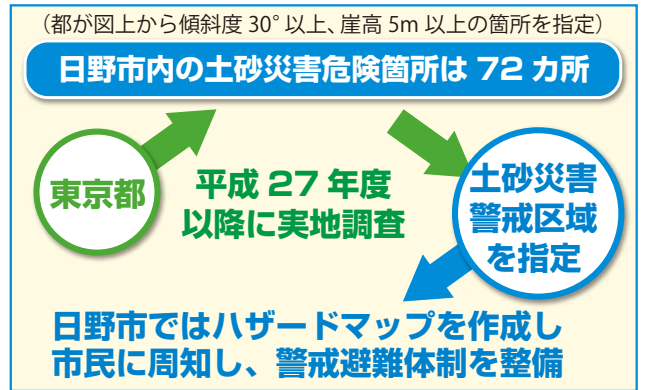 (都が図上から傾斜度 30°以上、崖高 5m 以上の箇所を指定)
日野市内の土砂災害危険箇所は 72 カ所
東京都
平成 27 年度
以降に実地調査
土砂災害
警戒区域
を指定
日野市ではハザードマップを作成し
市民に周知し、警戒避難体制を整備